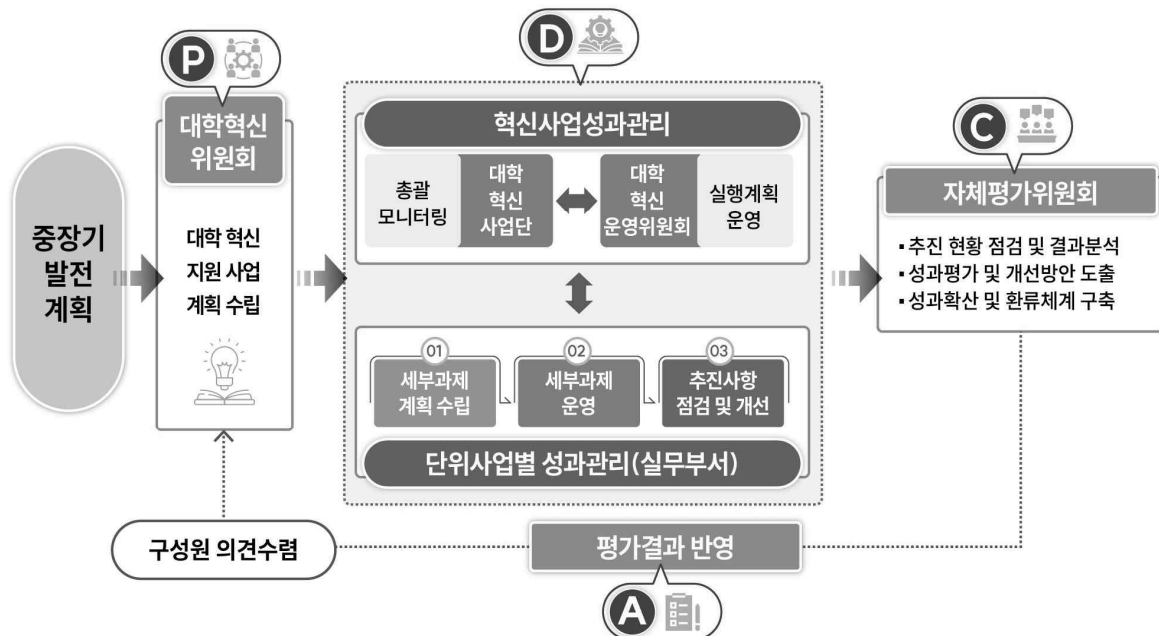 P
대학혁신
위원회
중장기
발전
계획
대학 혁신
지원 사업
계획 수립
D
혁신사업성과관리
총괄
모니터링
대학
혁신
사업단
대학
혁신
운영위원회
실행계획
운영
01
세부과제
계획 수립
02
세부과제
운영
03
추진사항
점검 및 개선
단위사업별 성과관리(실무부서)
C
자체평가위원회
▪ 추진 현황 점검 및 결과분석
▪ 성과평가 및 개선방안 도출
▪ 성과확산 및 환류체계 구축
구성원 의견수렴
평가결과 반영
A